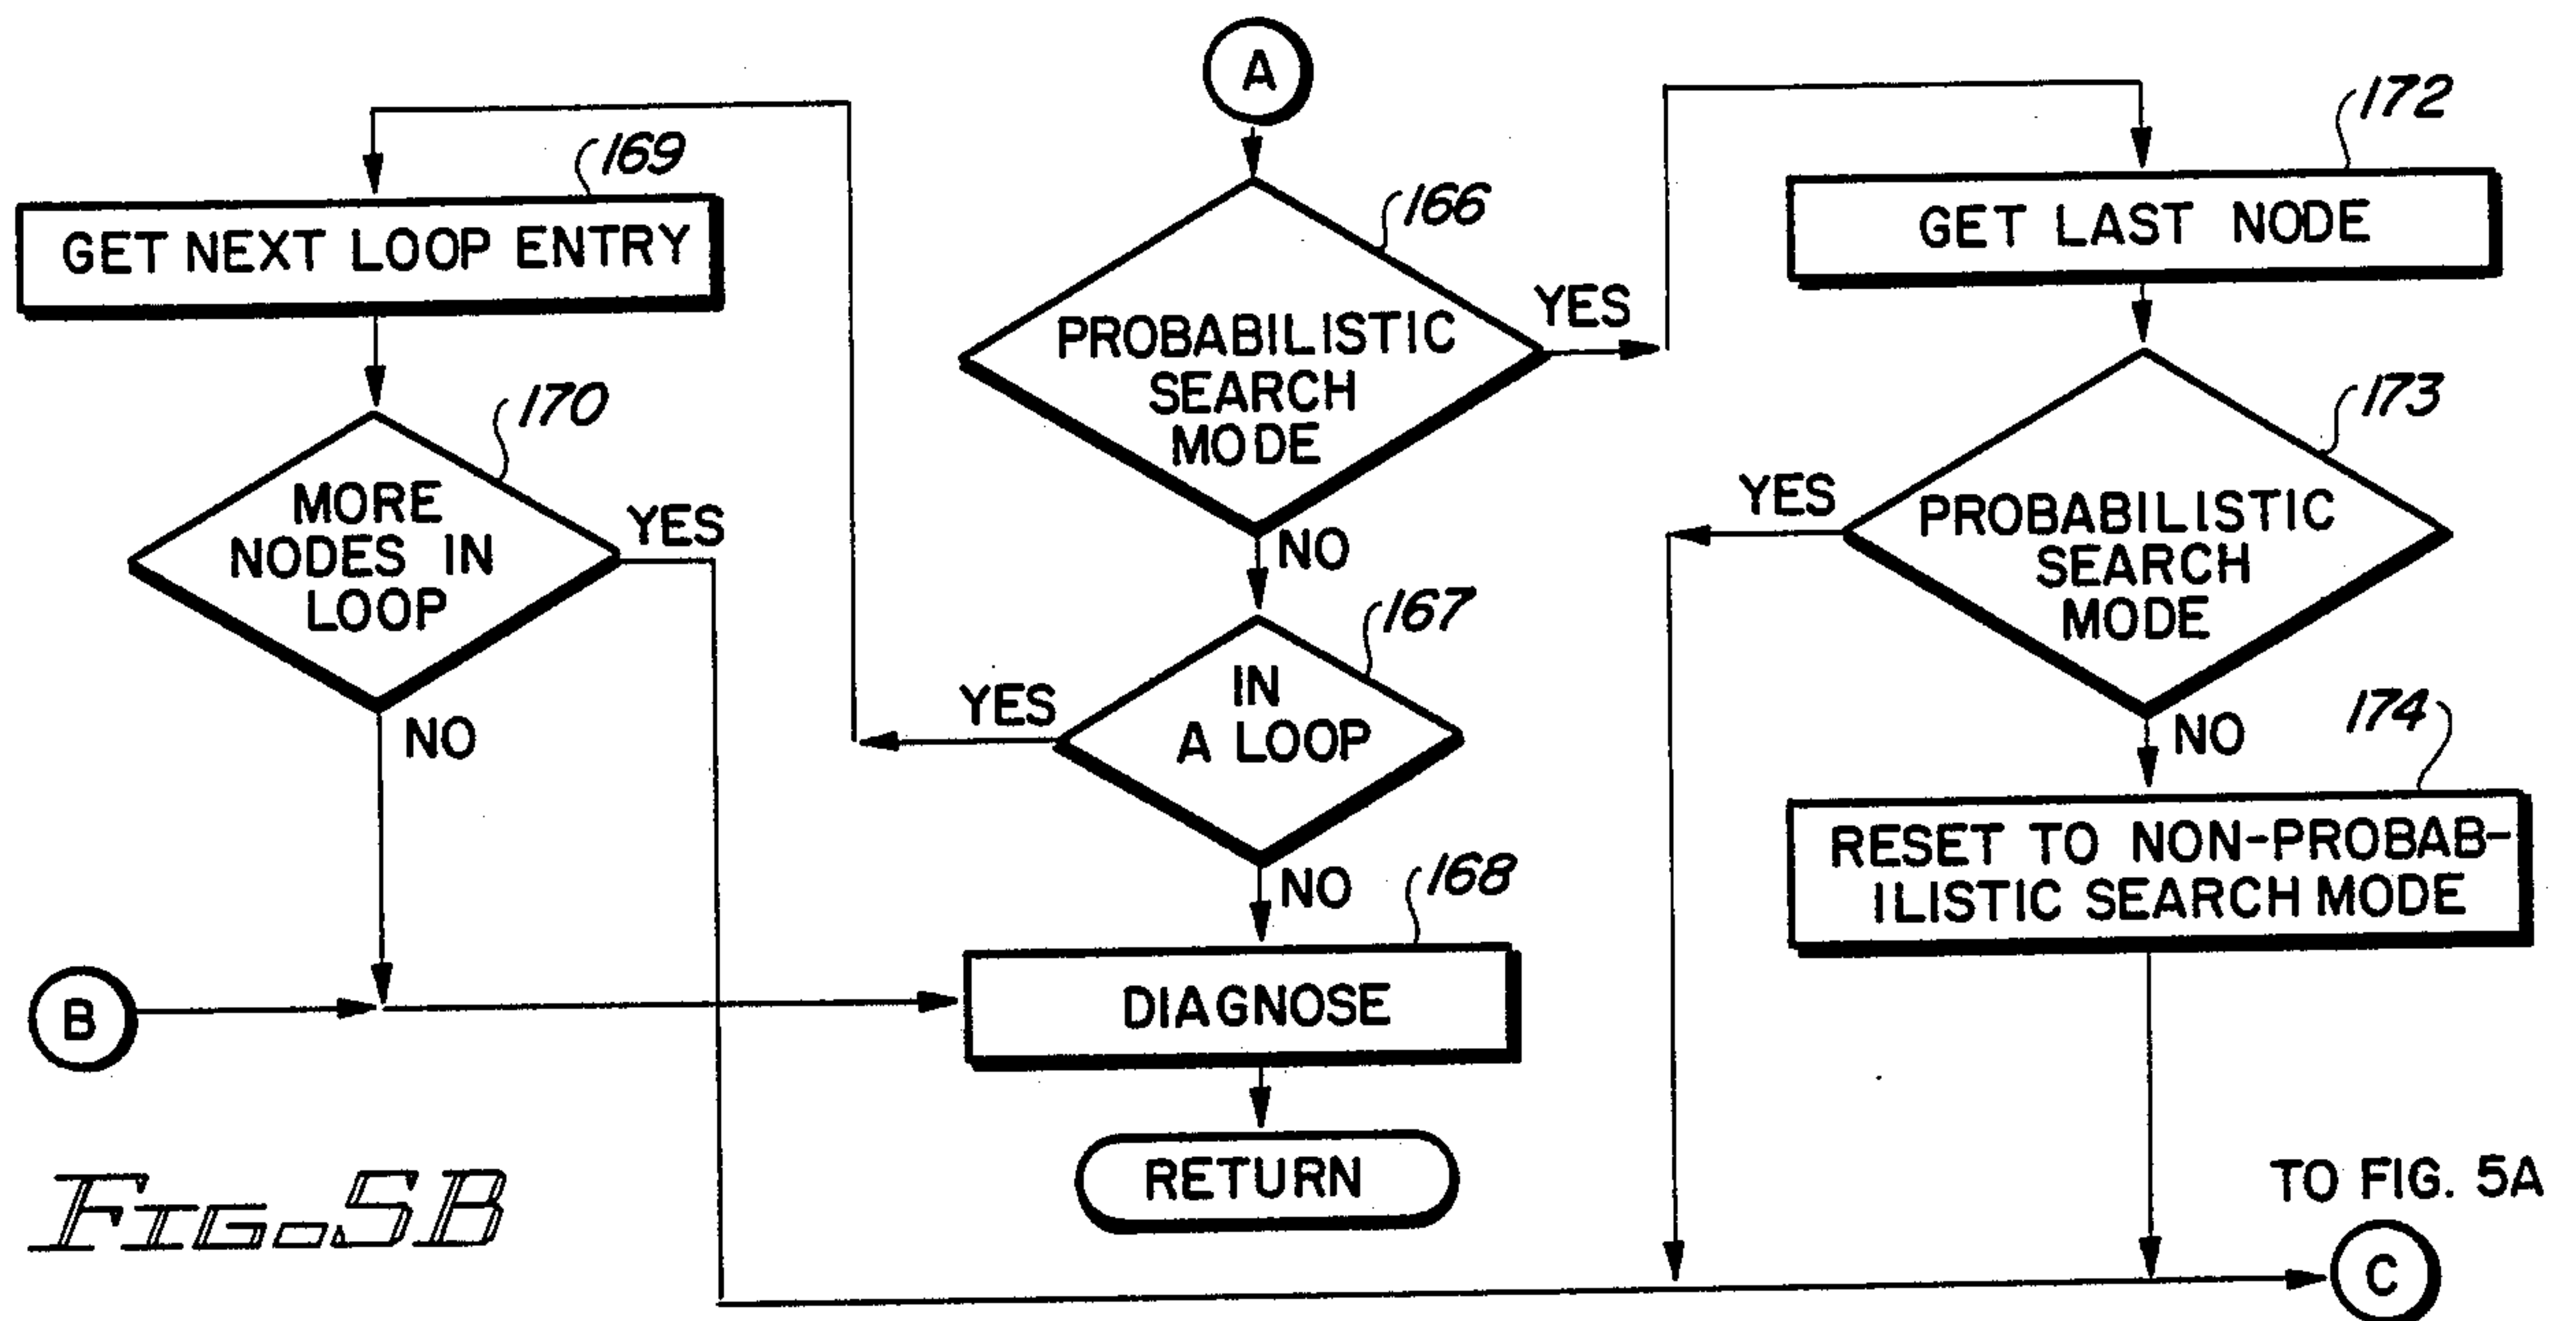 A
172
169
GET NEXT LOOP ENTRY
166
GET LAST NODE
PROBABILISTIC
SEARCH
MODE
YES
NO
170
MORE
NODES IN
LOOP
YES
NO
173
PROBABILISTIC
SEARCH
MODE
YES
NO
167
IN
A LOOP
YES
NO
174
RESET TO NON-PROBAB-
ILISTIC SEARCH MODE
168
DIAGNOSE
B
RETURN
TO FIG. 5A
C
FIG. 5B